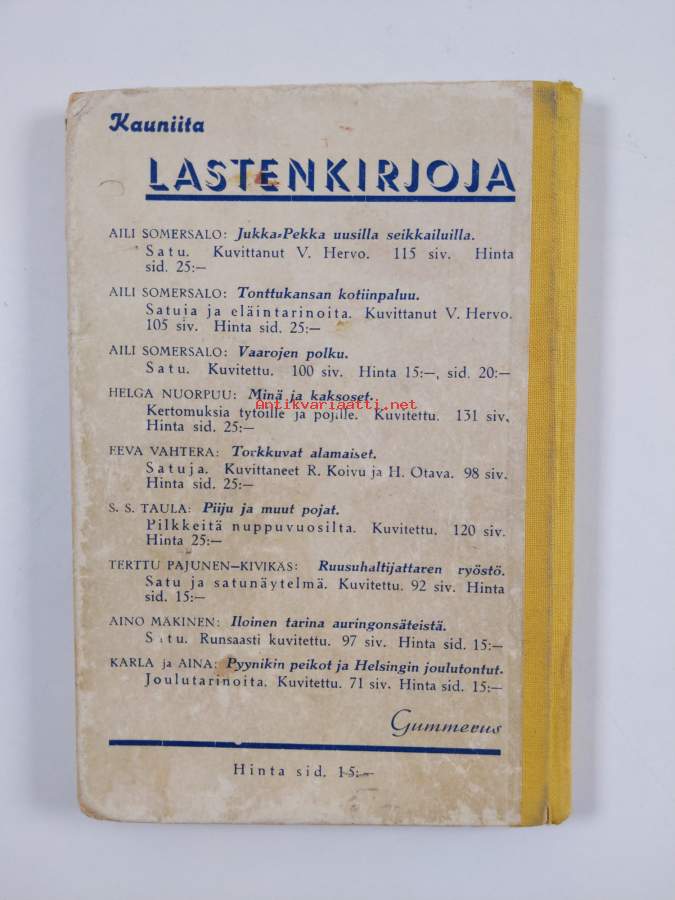 Kauniita
LASTENKIRJOJA
AILI SOMERSALO: Jukka-Pekka uusilla seikkailuilla.
Satu. Kuvittanut V. Hervo. 115 siv. Hinta
sid. 25:—
AILI SOMERSALO: Tonttukansan kotiinpaluu.
Satuja ja eläintarinoita. Kuvittanut V. Hervo.
105 siv. Hinta sid. 25:—
AILI SOMERSALO: Vaarojen polku.
Satu. Kuvitettu. 100 siv. Hinta 15:—, sid. 20:—
HELGA NUORPUU: Minä ja kaksoset.
Antikvariaatti.net
Kertomuksia tytöille ja pojille. Kuvitettu. 131 siv.
Hinta sid. 25:—
EEVA VAHTERA: Torkkuvat alamaiset.
Satuja. Kuvittaneet R. Koivu ja H. Otava. 98 siv.
Hinta sid. 25:—
S. S. TAULA: Piiju ja muut pojat.
Pilkkeitä nuppuvuosilta. Kuvitettu. 120 siv.
Hinta 25:—
TERTTU PAJUNEN—KIVIKÄS: Ruusuhaltijattaren ryöstö.
Satu ja satunäytelmä. Kuvitettu. 92 siv. Hinta
sid. 15:—
AINO MÄKINEN: Iloinen tarina auringonsäteistä.
Satu. Runsaasti kuvitettu. 97 siv. Hinta sid. 15:—
KARLA ja AINA: Pyynikin peikot ja Helsingin joulutontut.
Joulutarinoita. Kuvitettu. 71 siv. Hinta sid. 15:—
Gummerus
Hinta sid. 15:—